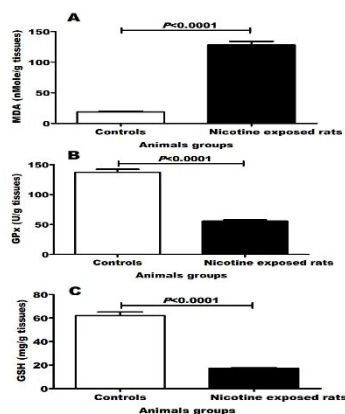 A
P<0.0001
MDA (nMole/g tissues)
150
100
50
0
Controls Nicotine exposed rats
Animals groups
B
P<0.0001
GPx (U/g tissues)
150
100
50
0
Controls Nicotine exposed rats
Animals groups
C
P<0.0001
GSH (mg/g tissues)
80
60
40
20
0
Controls Nicotine exposed rats
Animals groups